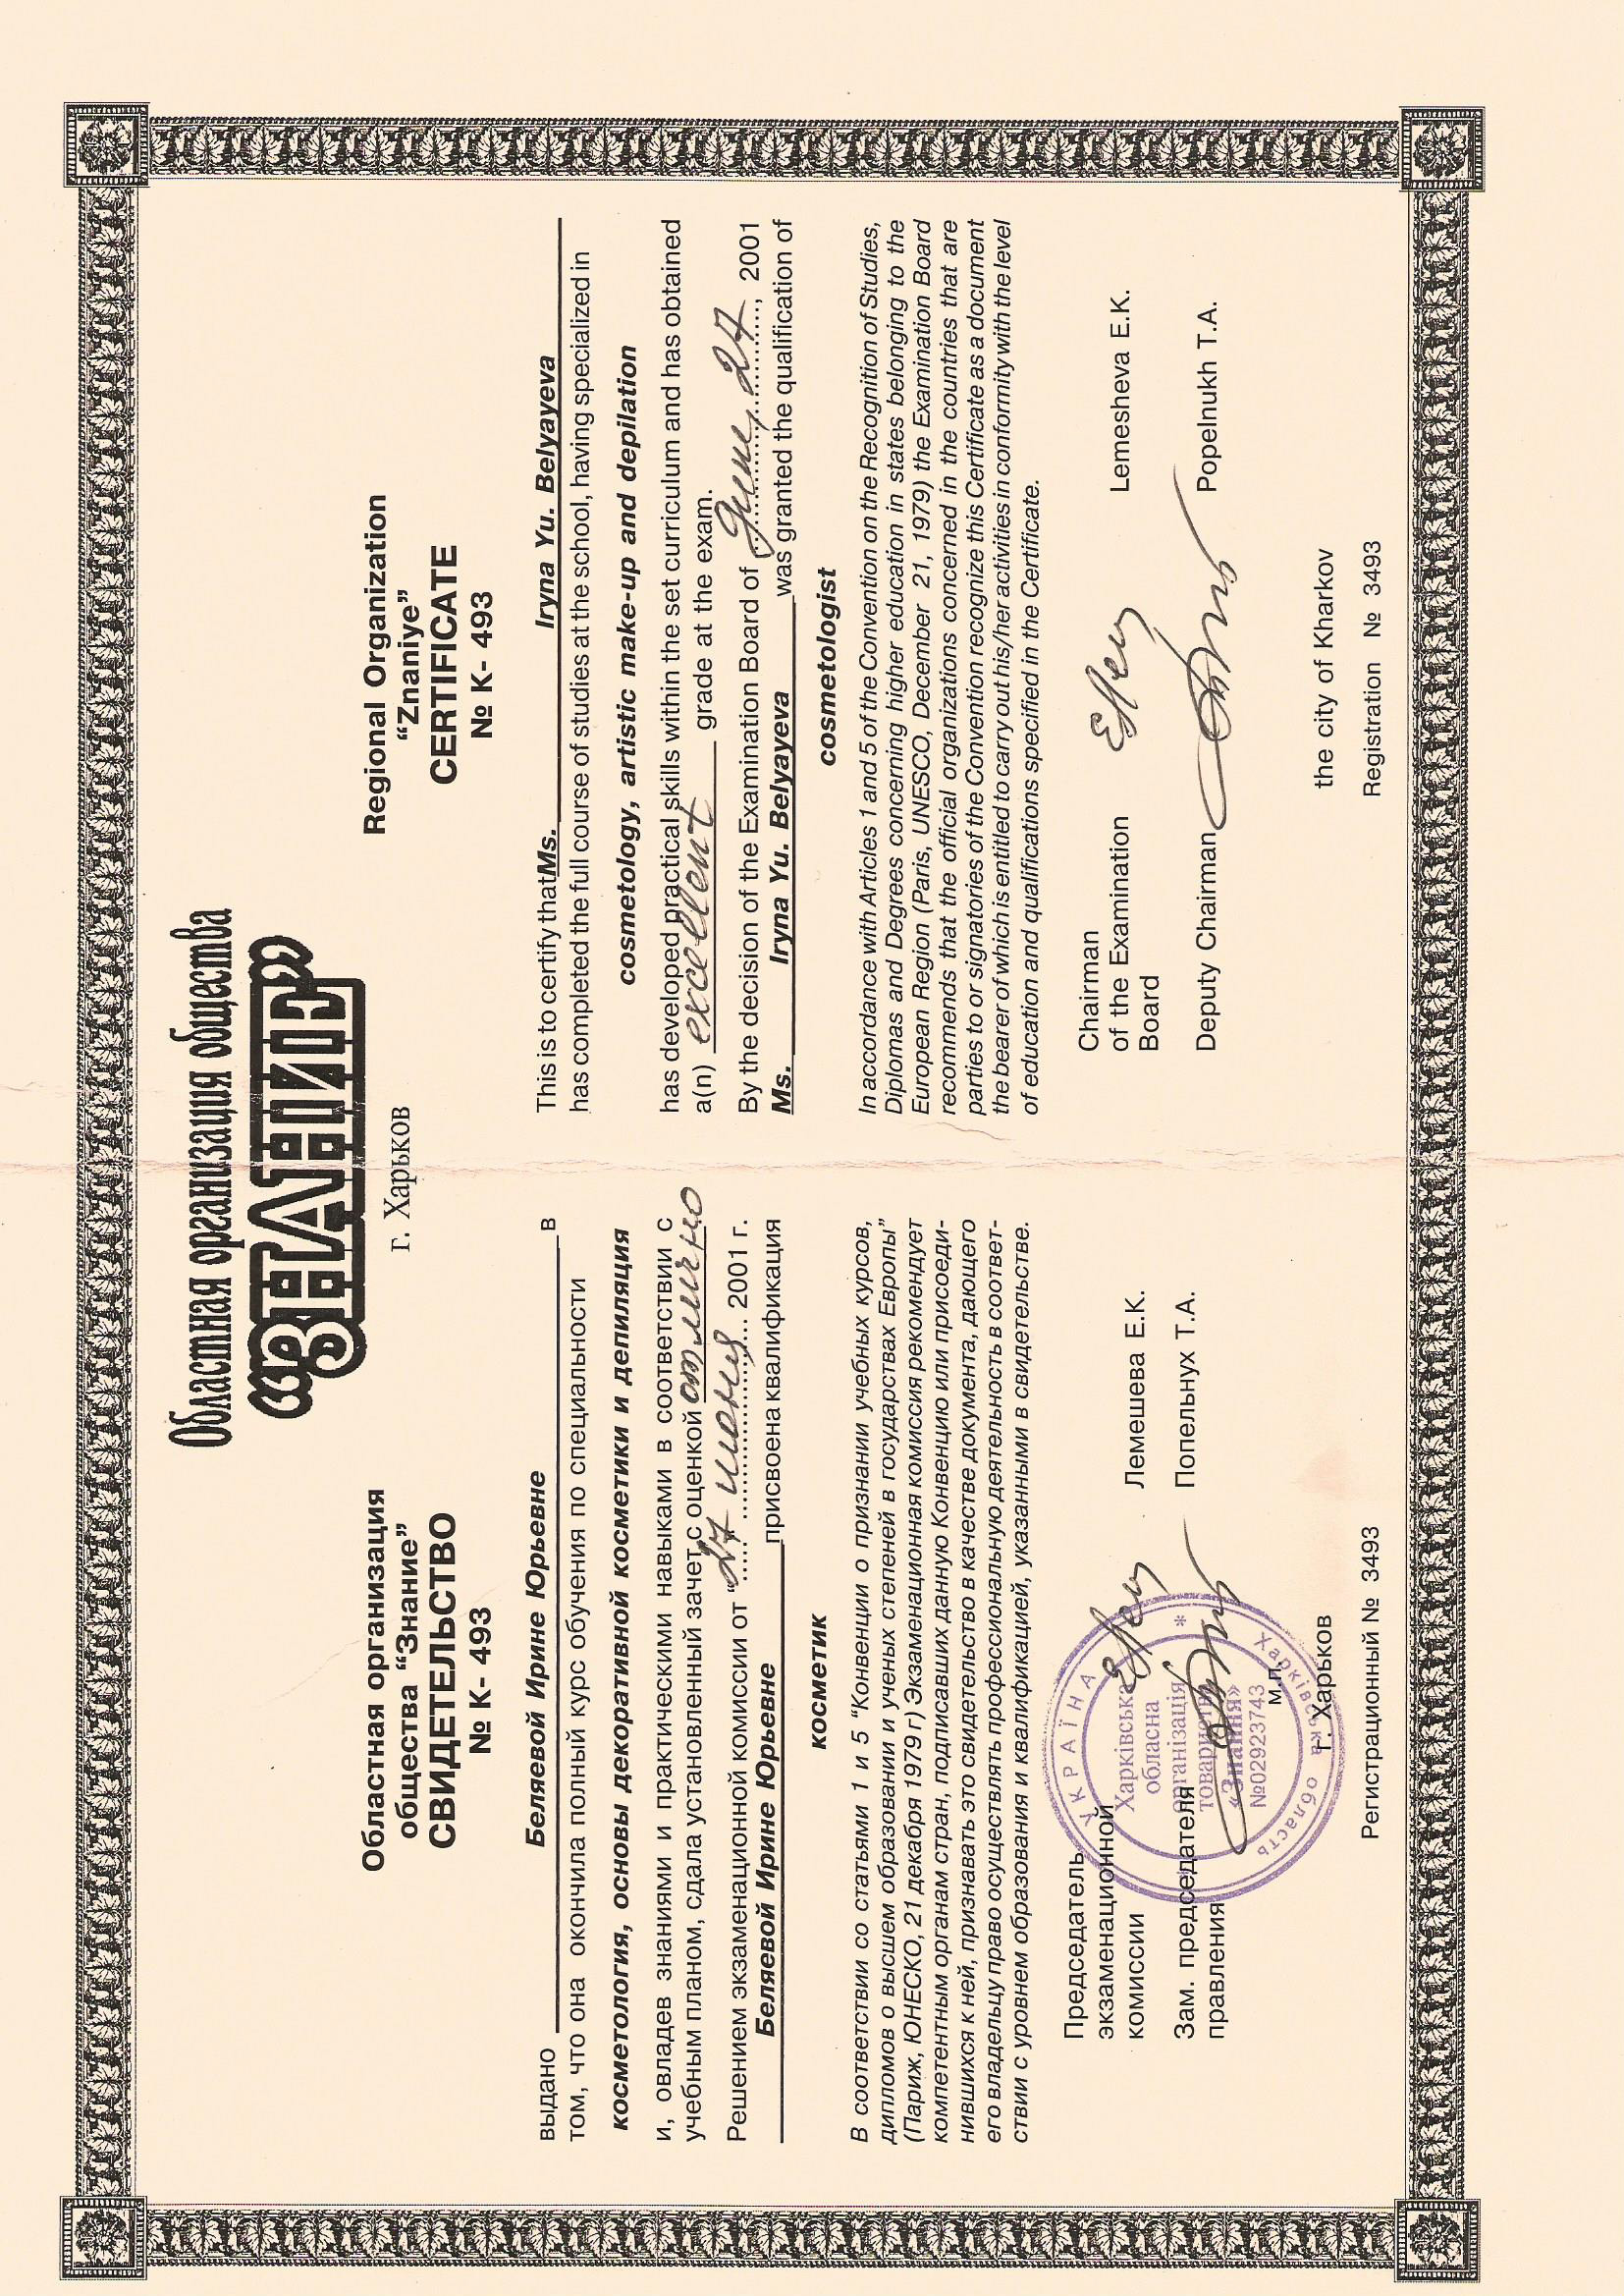 Областная организация общества
“ЗНАНИЕ”
г. Харьков
Областная организация
общества “Знание”
СВИДЕТЕЛЬСТВО
№ К- 493
выдано Беляевой Ирине Юрьевне в
том, что она окончила полный курс обучения по специальности
косметология, основы декоративной косметики и депиляция
и, овладев знаниями и практическими навыками в соответствии с
учебным планом, сдала установленный зачет с оценкой отлично
Решением экзаменационной комиссии от “27 июня 2001 г.
Беляевой Ирине Юрьевне присвоена квалификация
косметик
В соответствии со статьями 1 и 5 “Конвенции о признании учебных курсов,
дипломов о высшем образовании и ученых степеней в государствах Европы”
(Париж, ЮНЕСКО, 21 декабря 1979 г) Экзаменационная комиссия рекомендует
компетентным органам стран, подписавших данную Конвенцию или присоеди-
нившихся к ней, признавать это свидетельство в качестве документа, дающего
его владельцу право осуществлять профессиональную деятельность в соответ-
ствии с уровнем образования и квалификацией, указанными в свидетельстве.
Председатель
экзаменационной
комиссии Лемешева Е.К.
Зам. председателя Попельнух Т.А.
правления
м.п.
г. Харьков
Регистрационный № 3493
УКРАЇНА * Харківська область
Харківська
обласна
організація
товариства
«Знання»
№02923743
Regional Organization
“Znaniye”
CERTIFICATE
№ K- 493
This is to certify that Ms. Iryna Yu. Belyayeva
has completed the full course of studies at the school, having specialized in
cosmetology, artistic make-up and depilation
has developed practical skills within the set curriculum and has obtained
a(n) excellent grade at the exam.
By the decision of the Examination Board of June, 27, 2001
Ms. Iryna Yu. Belyayeva was granted the qualification of
cosmetologist
In accordance with Articles 1 and 5 of the Convention on the Recognition of Studies,
Diplomas and Degrees concerning higher education in states belonging to the
European Region (Paris, UNESCO, December 21, 1979) the Examination Board
recommends that the official organizations concerned in the countries that are
parties to or signatories of the Convention recognize this Certificate as a document
the bearer of which is entitled to carry out his/her activities in conformity with the level
of education and qualifications specified in the Certificate.
Chairman
of the Examination Lemesheva E.K.
Board
Deputy Chairman Popelnukh T.A.
the city of Kharkov
Registration № 3493